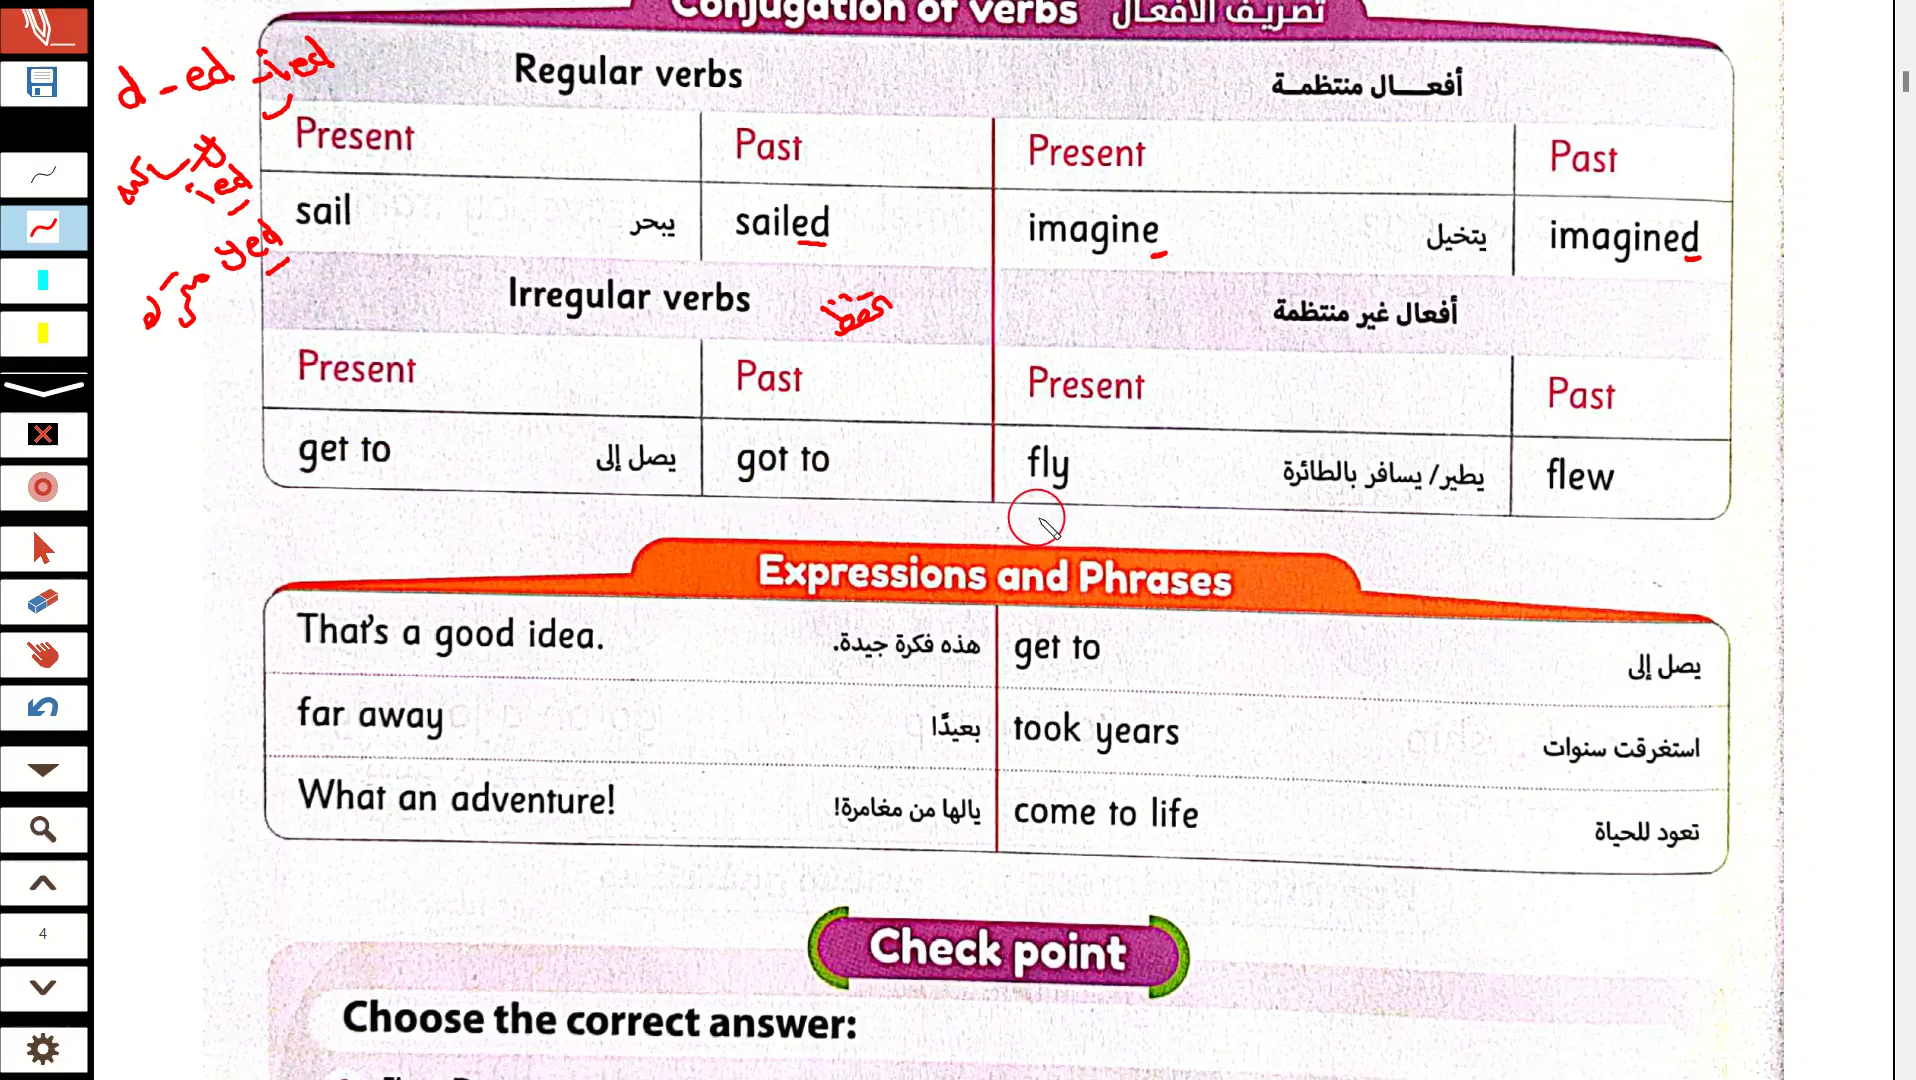 Conjugation of verbs تصريف الأفعال
d - ed - ied
Regular verbs أفعـــال منتظمــة
Present Past Present Past
ied
sail يبحر sailed imagine يتخيل imagined
yed
Irregular verbs تحفظ أفعال غير منتظمة
Present Past Present Past
get to يصل إلى got to fly يطير/ يسافر بالطائرة flew
Expressions and Phrases
That's a good idea. هذه فكرة جيدة. get to يصل إلى
far away بعيدًا took years استغرقت سنوات
What an adventure! يالها من مغامرة! come to life تعود للحياة
Check point
Choose the correct answer:
4